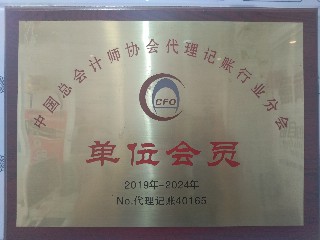 中国总会计师协会代理记账行业分会
CFO
单位会员
2019年-2024年
No.代理记账40165